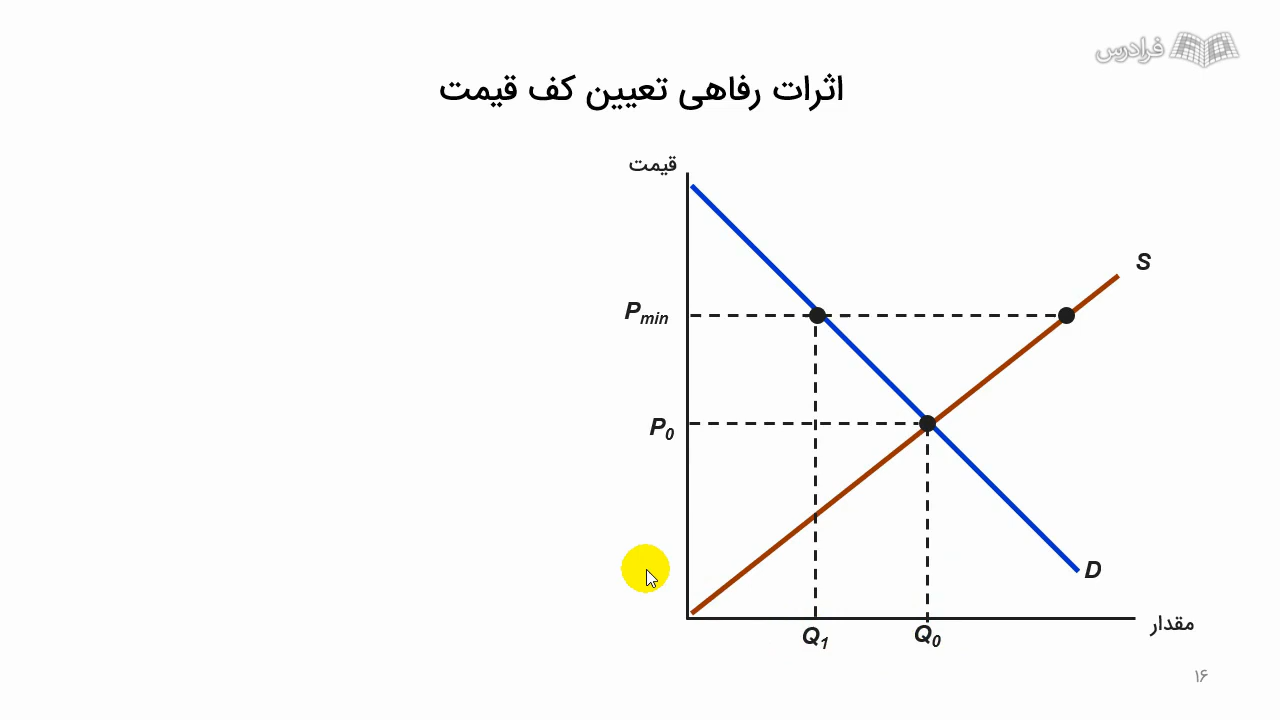 فرادرس
اثرات رفاهی تعیین کف قیمت
قیمت
S
Pmin
P0
D
Q1
Q0
مقدار
۱۶